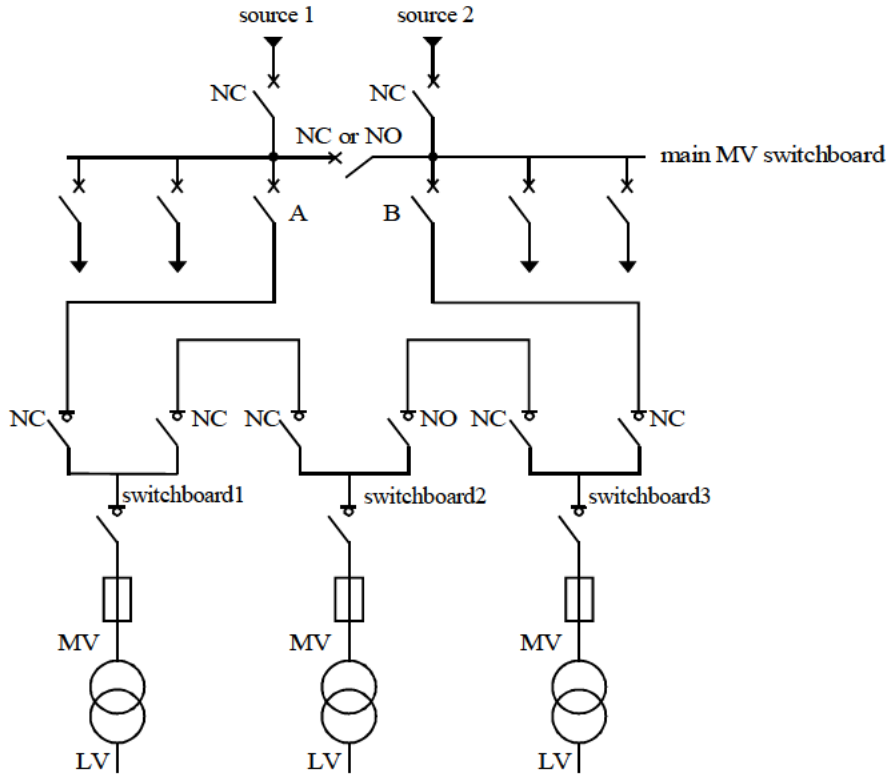 source 1
source 2
NC
NC
NC or NO
main MV switchboard
A
B
NC
NC
NC
NO
NC
NC
switchboard1
switchboard2
switchboard3
MV
MV
MV
LV
LV
LV